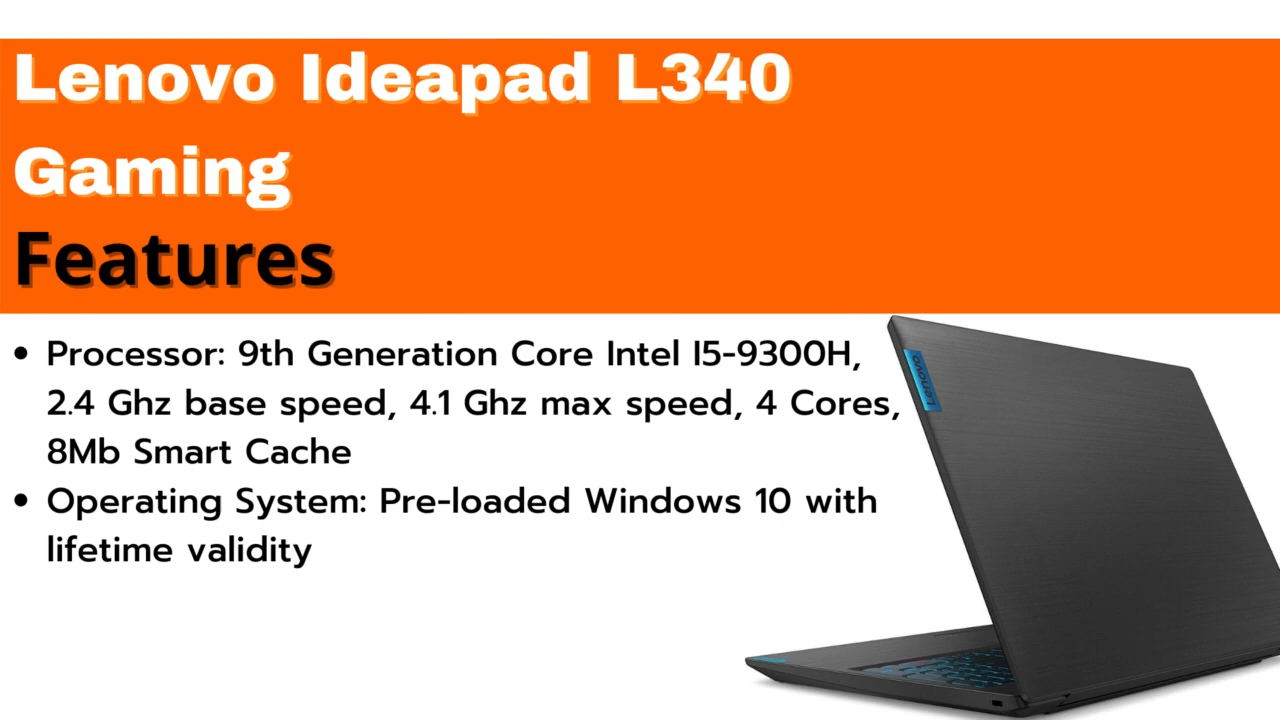 Lenovo Ideapad L340
Gaming
Features
• Processor: 9th Generation Core Intel I5-9300H,
2.4 Ghz base speed, 4.1 Ghz max speed, 4 Cores,
8Mb Smart Cache
• Operating System: Pre-loaded Windows 10 with
lifetime validity
Lenovo